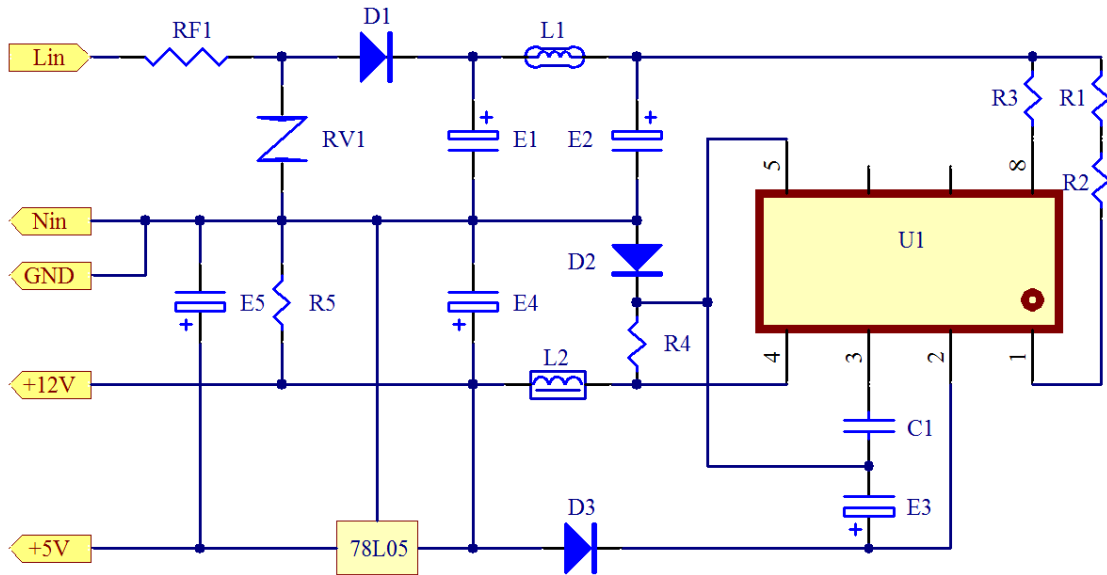 D1
RF1
L1
Lin
R3
R1
RV1
E1
E2
5
8
R2
Nin
U1
D2
GND
E5
R5
E4
R4
L2
4
3
2
1
+12V
C1
D3
E3
+5V
78L05
+
+
+
+
+